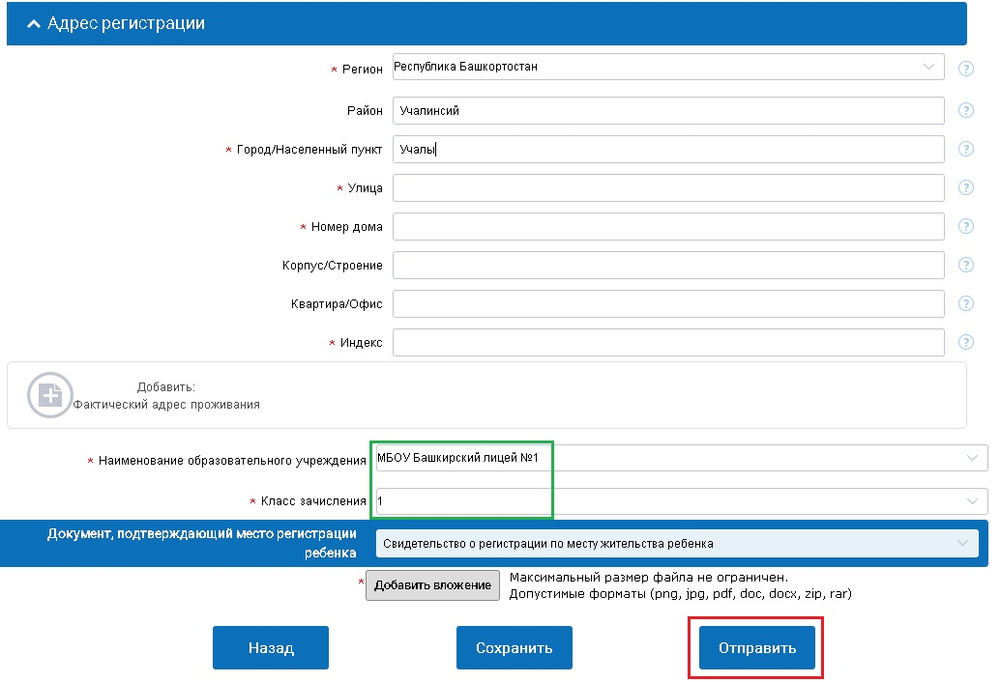 Адрес регистрации
* Регион Республика Башкортостан ?
Район Учалинсий ?
* Город/Населенный пункт Учалы ?
* Улица ?
* Номер дома ?
Корпус/Строение ?
Квартира/Офис ?
* Индекс ?
Добавить:
Фактический адрес проживания
* Наименование образовательного учреждения МБОУ Башкирский лицей №1
* Класс зачисления 1
Документ, подтверждающий место регистрации
ребенка
Свидетельство о регистрации по месту жительства ребенка
* Добавить вложение
Максимальный размер файла не ограничен.
Допустимые форматы (png, jpg, pdf, doc, docx, zip, rar)
Назад Сохранить Отправить